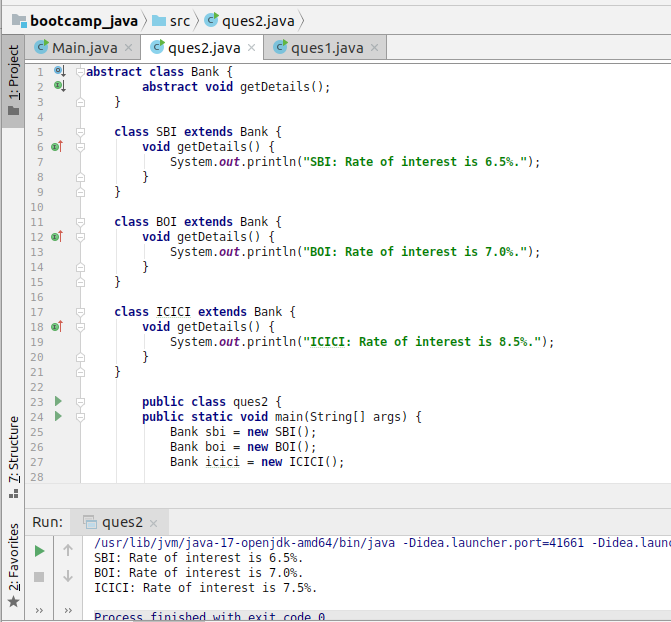 bootcamp_java src ques2.java
Main.java ques2.java ques1.java
1: Project
7: Structure
2: Favorites
1 abstract class Bank {
2 abstract void getDetails();
3 }
4
5 class SBI extends Bank {
6 void getDetails() {
7 System.out.println("SBI: Rate of interest is 6.5%.");
8 }
9 }
10
11 class BOI extends Bank {
12 void getDetails() {
13 System.out.println("BOI: Rate of interest is 7.0%.");
14 }
15 }
16
17 class ICICI extends Bank {
18 void getDetails() {
19 System.out.println("ICICI: Rate of interest is 8.5%.");
20 }
21 }
22
23 public class ques2 {
24 public static void main(String[] args) {
25 Bank sbi = new SBI();
26 Bank boi = new BOI();
27 Bank icici = new ICICI();
28
Run: ques2
/usr/lib/jvm/java-17-openjdk-amd64/bin/java -Didea.launcher.port=41661 -Didea.launc
SBI: Rate of interest is 6.5%.
BOI: Rate of interest is 7.0%.
ICICI: Rate of interest is 7.5%.
Process finished with exit code 0